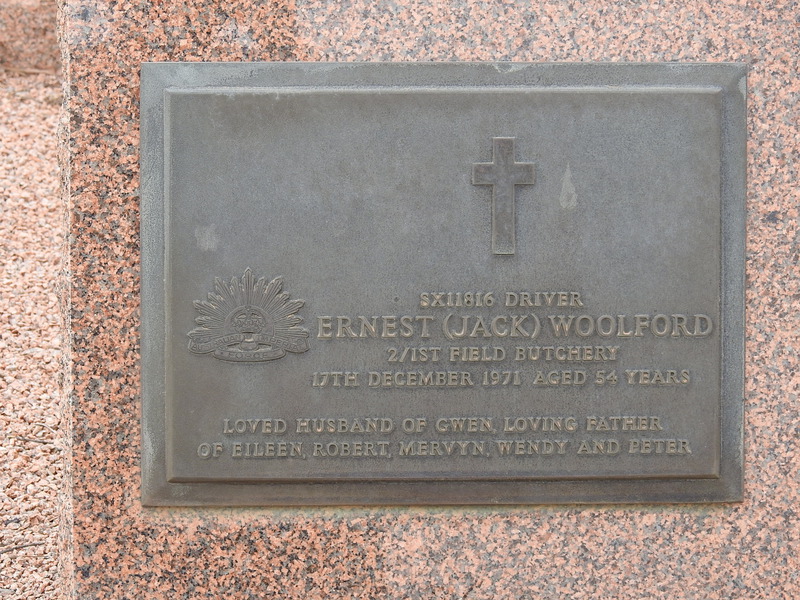 SX11816 DRIVER
ERNEST (JACK) WOOLFORD
2/1ST FIELD BUTCHERY
17TH DECEMBER 1971 AGED 54 YEARS
LOVED HUSBAND OF GWEN, LOVING FATHER
OF EILEEN, ROBERT, MERVYN, WENDY AND PETER